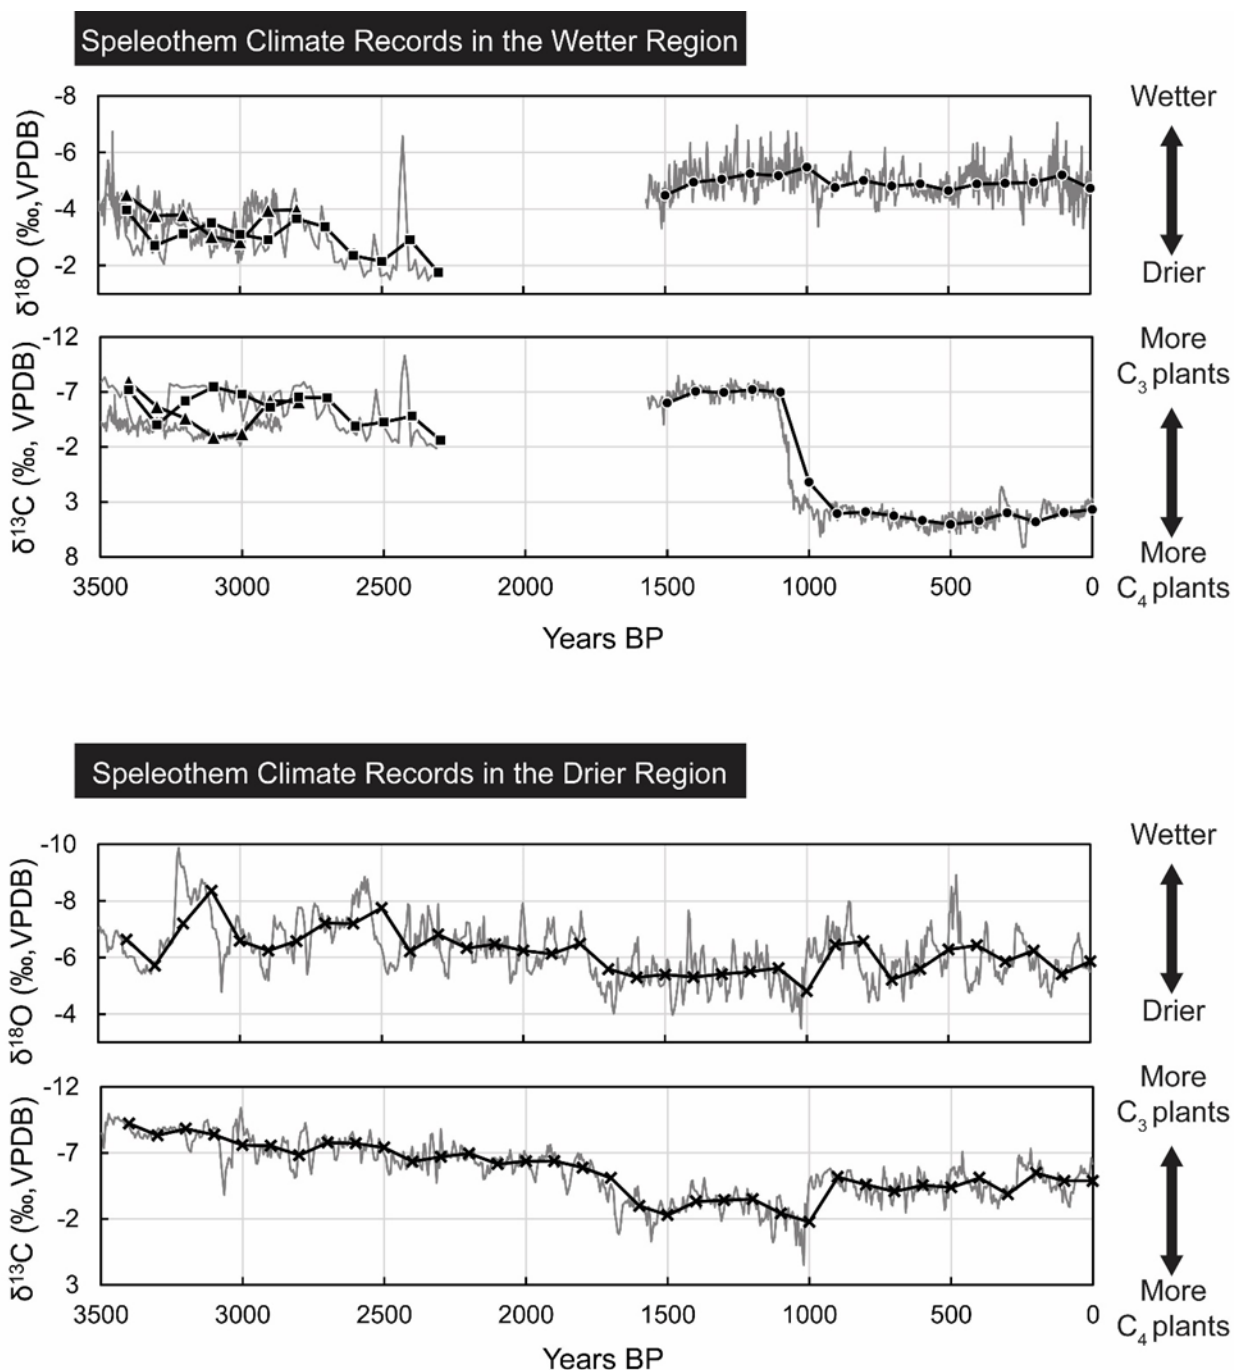 Speleothem Climate Records in the Wetter Region
δ¹⁸O (‰, VPDB)
-8
-6
-4
-2
Wetter
Drier
δ¹³C (‰, VPDB)
-12
-7
-2
3
8
More
C₃ plants
More
C₄ plants
3500 3000 2500 2000 1500 1000 500 0
Years BP
Speleothem Climate Records in the Drier Region
δ¹⁸O (‰, VPDB)
-10
-8
-6
-4
Wetter
Drier
δ¹³C (‰, VPDB)
-12
-7
-2
3
More
C₃ plants
More
C₄ plants
3500 3000 2500 2000 1500 1000 500 0
Years BP